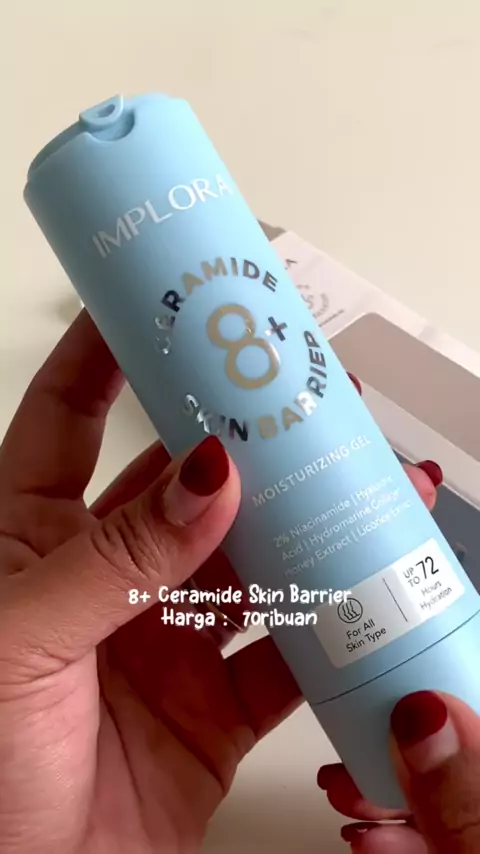 IMPLORA
CERAMIDE
8+
SKIN BARRIER
MOISTURIZING GEL
2% Niacinamide | Hyaluronic
Acid | Hydromarine Collagen
Honey Extract | Licorice Extract
For All
Skin Type
UP
TO 72
Hours
Hydration
8+ Ceramide Skin Barrier
Harga : 70ribuan